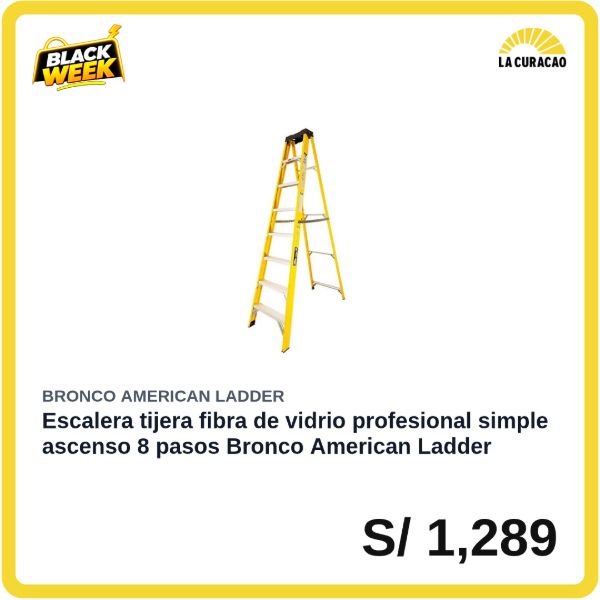 BLACK
WEEK
LA CURACAO
BRONCO AMERICAN LADDER
Escalera tijera fibra de vidrio profesional simple
ascenso 8 pasos Bronco American Ladder
S/ 1,289